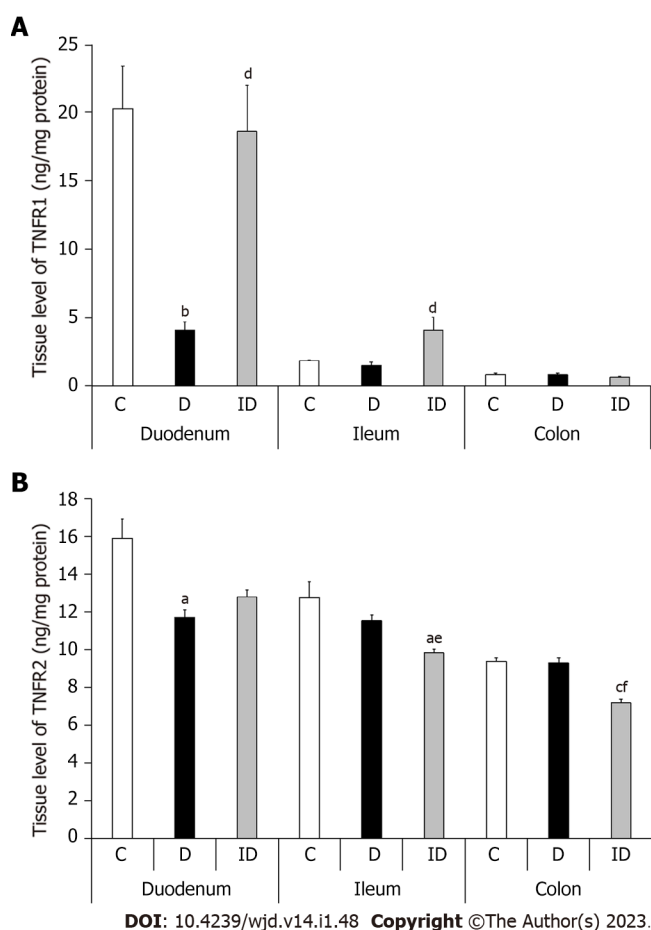 A
Tissue level of TNFR1 (ng/mg protein)
25
20
15
10
5
0
d
b
d
C D ID C D ID C D ID
Duodenum Ileum Colon
B
Tissue level of TNFR2 (ng/mg protein)
18
16
14
12
10
8
6
4
2
0
a
ae
cf
C D ID C D ID C D ID
Duodenum Ileum Colon
DOI: 10.4239/wjd.v14.i1.48 Copyright ©The Author(s) 2023.